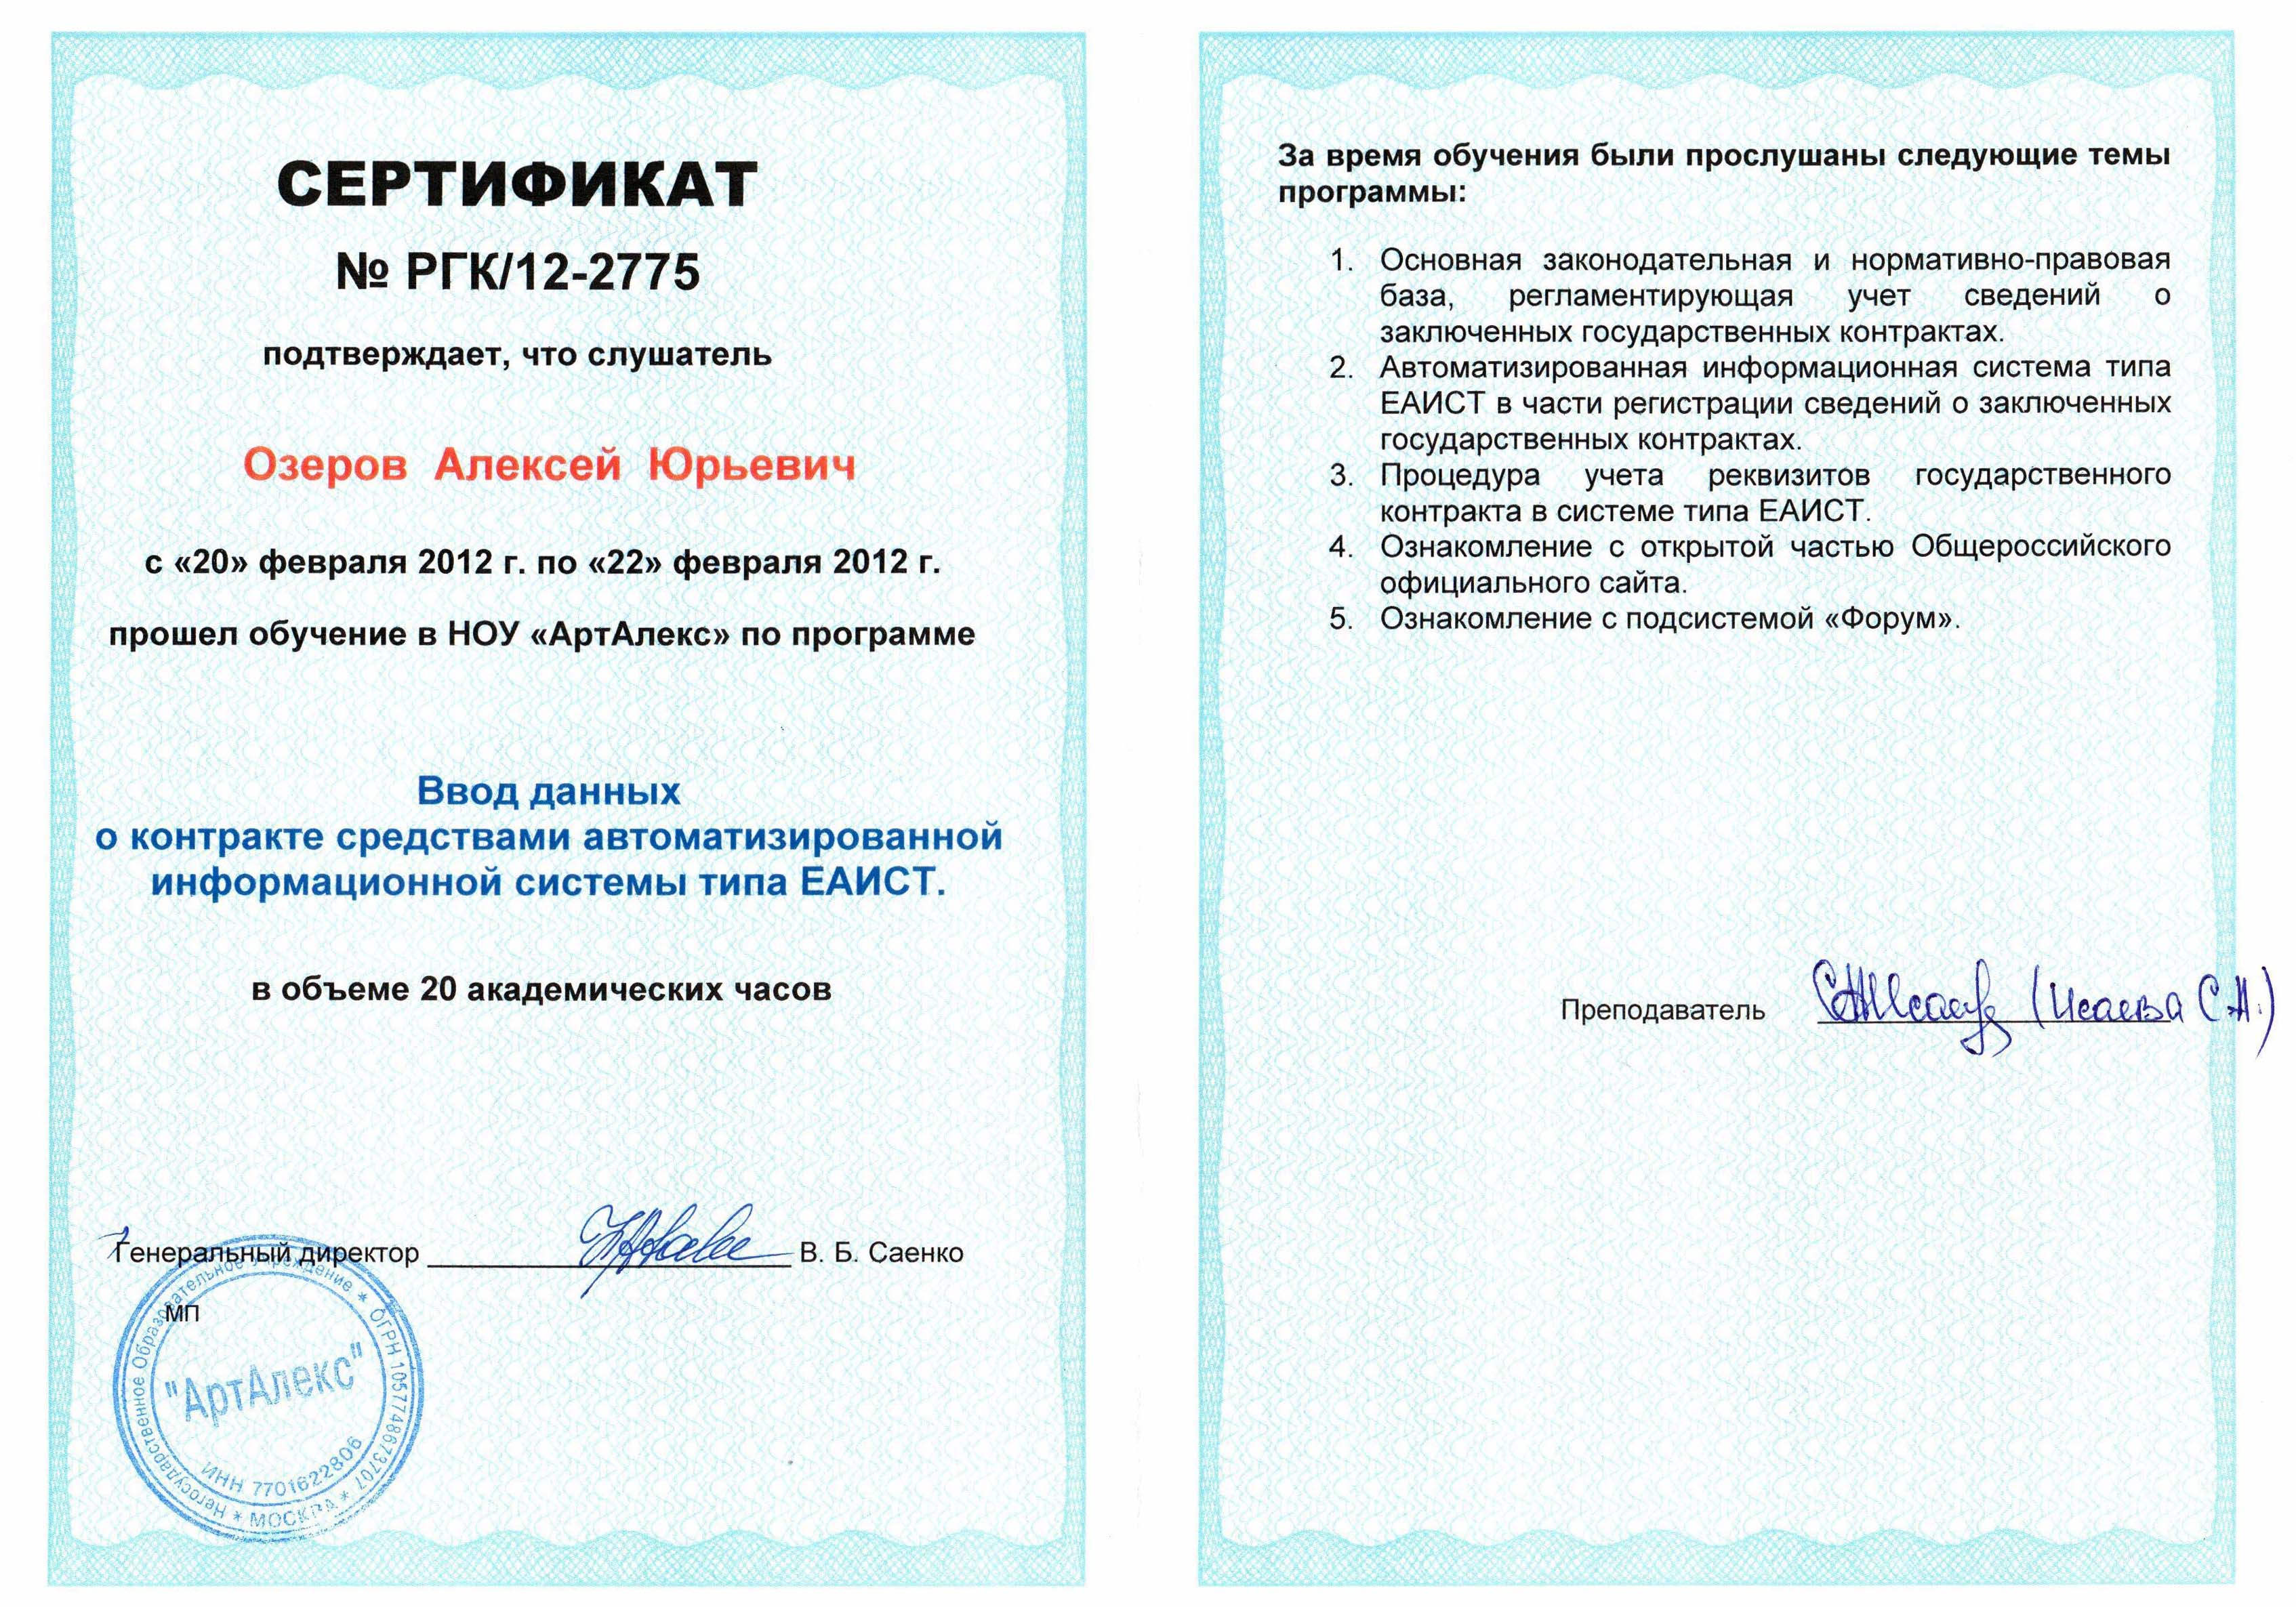 СЕРТИФИКАТ
№ РГК/12-2775
подтверждает, что слушатель
Озеров Алексей Юрьевич
с «20» февраля 2012 г. по «22» февраля 2012 г.
прошел обучение в НОУ «АртАлекс» по программе
Ввод данных
о контракте средствами автоматизированной
информационной системы типа ЕАИСТ.
в объеме 20 академических часов
Генеральный директор В. Б. Саенко
МП
Негосударственное Образовательное Учреждение * ОГРН 1057748673707 * МОСКВА *
"АртАлекс"
ИНН 7701622806
За время обучения были прослушаны следующие темы
программы:
1. Основная законодательная и нормативно-правовая
база, регламентирующая учет сведений о
заключенных государственных контрактах.
2. Автоматизированная информационная система типа
ЕАИСТ в части регистрации сведений о заключенных
государственных контрактах.
3. Процедура учета реквизитов государственного
контракта в системе типа ЕАИСТ.
4. Ознакомление с открытой частью Общероссийского
официального сайта.
5. Ознакомление с подсистемой «Форум».
Преподаватель (Исаева С.А.)